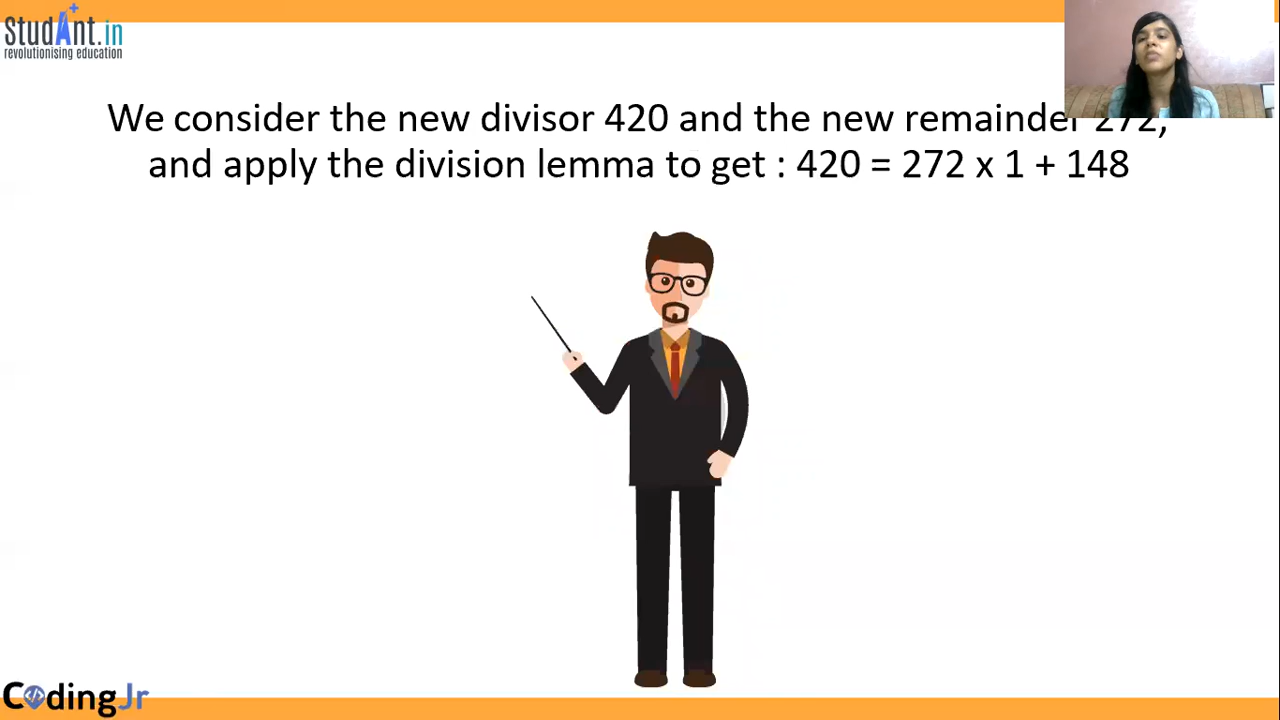 StudAnt.in
revolutionising education
We consider the new divisor 420 and the new remainder 272,
and apply the division lemma to get : 420 = 272 x 1 + 148
CodingJr